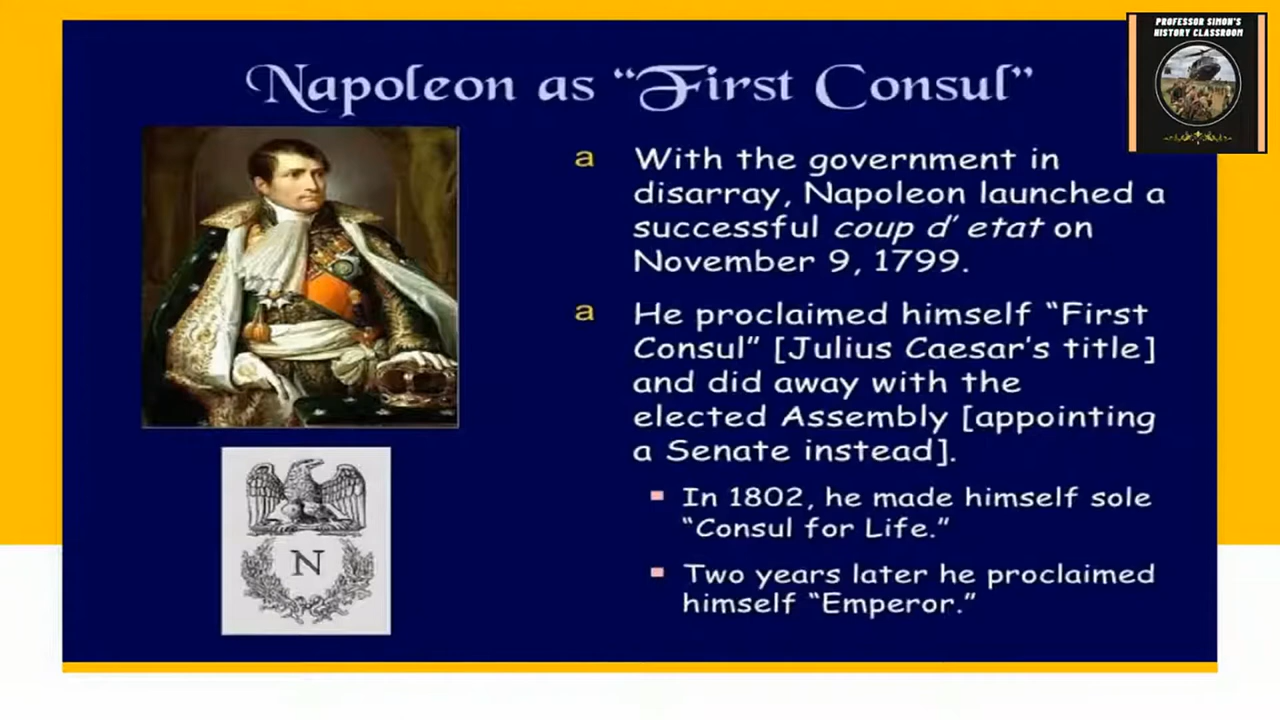 PROFESSOR SIMON'S
HISTORY CLASSROOM
Napoleon as “First Consul”
a With the government in
disarray, Napoleon launched a
successful coup d’ etat on
November 9, 1799.
a He proclaimed himself “First
Consul” [Julius Caesar’s title]
and did away with the
elected Assembly [appointing
a Senate instead].
In 1802, he made himself sole
“Consul for Life.”
Two years later he proclaimed
himself “Emperor.”
N